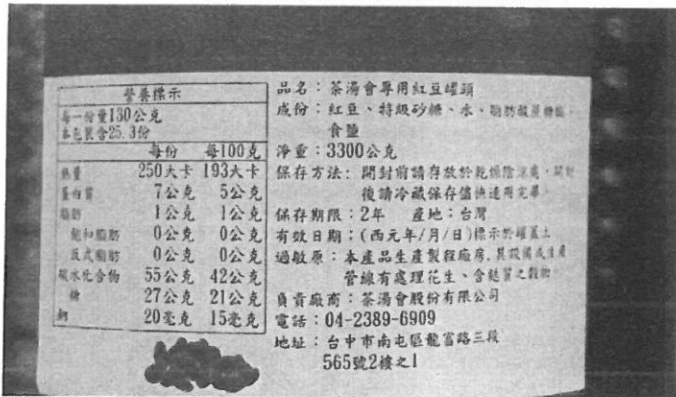 營養標示
每一份量130公克
本包裝含25.3份
每份 每100克
熱量 250大卡 193大卡
蛋白質 7公克 5公克
脂肪 1公克 1公克
飽和脂肪 0公克 0公克
反式脂肪 0公克 0公克
碳水化合物 55公克 42公克
糖 27公克 21公克
鈉 20毫克 15毫克
品名：茶湯會專用紅豆罐頭
成份：紅豆、特級砂糖、水、脂肪酸蔗糖酯、
食鹽
淨重：3300公克
保存方法：開封前請存放於乾燥陰涼處，開封
後請冷藏保存儘快速用完畢。
保存期限：2年 產地：台灣
有效日期：(西元年/月/日)標示於罐蓋上
過敏原：本產品生產製程廠房，其設備或生產
管線有處理花生、含麩質之穀物。
負責廠商：茶湯會股份有限公司
電話：04-2389-6909
地址：台中市南屯區龍富路三段
565號2樓之1